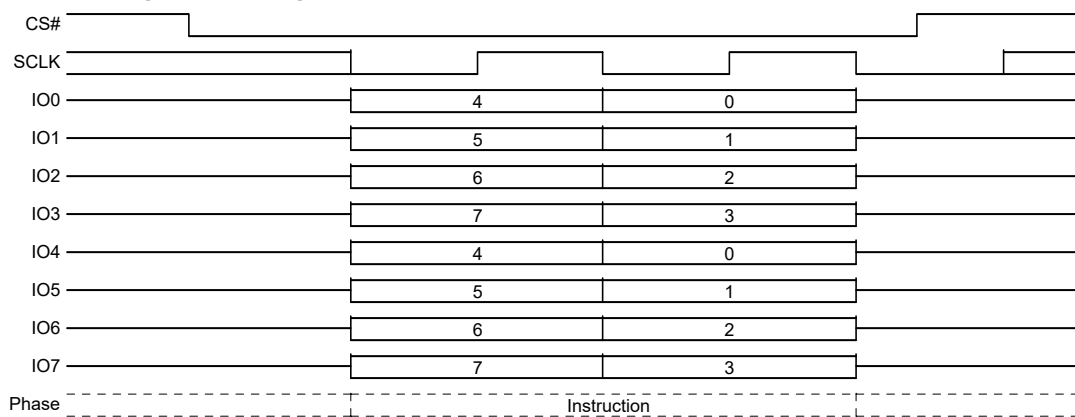 CS#
SCLK
IO0 4 0
IO1 5 1
IO2 6 2
IO3 7 3
IO4 4 0
IO5 5 1
IO6 6 2
IO7 7 3
Phase Instruction